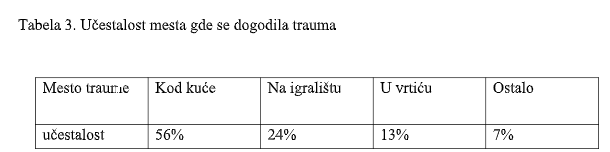 Tabela 3. Učestalost mesta gde se dogodila trauma
Mesto traume Kod kuće Na igralištu U vrtiću Ostalo
učestalost 56% 24% 13% 7%